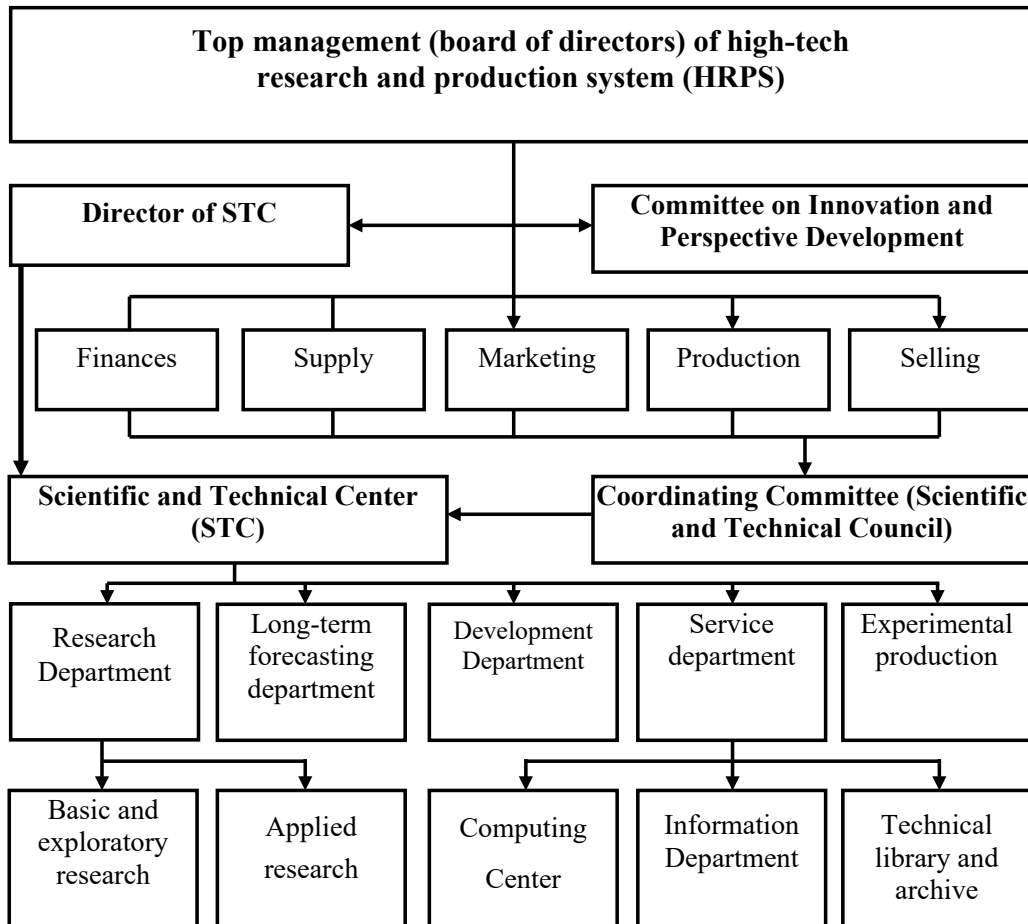 Top management (board of directors) of high-tech
research and production system (HRPS)
Director of STC
Committee on Innovation and
Perspective Development
Finances
Supply
Marketing
Production
Selling
Scientific and Technical Center
(STC)
Coordinating Committee (Scientific
and Technical Council)
Research
Department
Long-term
forecasting
department
Development
Department
Service
department
Experimental
production
Basic and
exploratory
research
Applied
research
Computing
Center
Information
Department
Technical
library and
archive